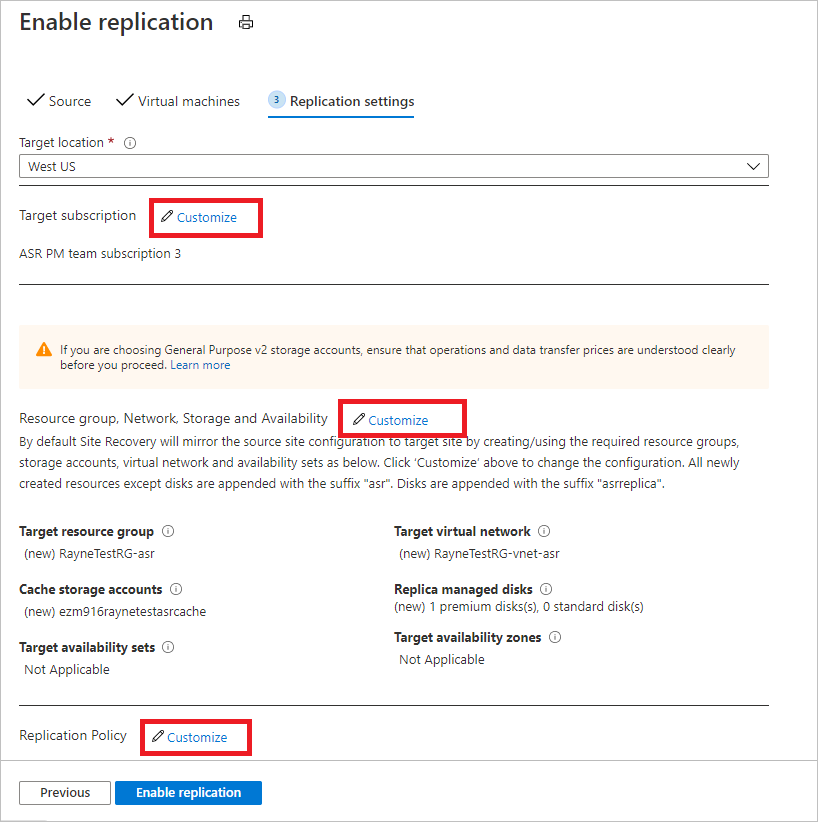 Enable replication
Source
Virtual machines
3 Replication settings
Target location *
West US
Target subscription
Customize
ASR PM team subscription 3
If you are choosing General Purpose v2 storage accounts, ensure that operations and data transfer prices are understood clearly
before you proceed. Learn more
Resource group, Network, Storage and Availability
Customize
By default Site Recovery will mirror the source site configuration to target site by creating/using the required resource groups,
storage accounts, virtual network and availability sets as below. Click ‘Customize’ above to change the configuration. All newly
created resources except disks are appended with the suffix "asr". Disks are appended with the suffix "asrreplica".
Target resource group
(new) RayneTestRG-asr
Target virtual network
(new) RayneTestRG-vnet-asr
Cache storage accounts
(new) ezm916raynetestasrcache
Replica managed disks
(new) 1 premium disks(s), 0 standard disk(s)
Target availability sets
Not Applicable
Target availability zones
Not Applicable
Replication Policy
Customize
Previous
Enable replication